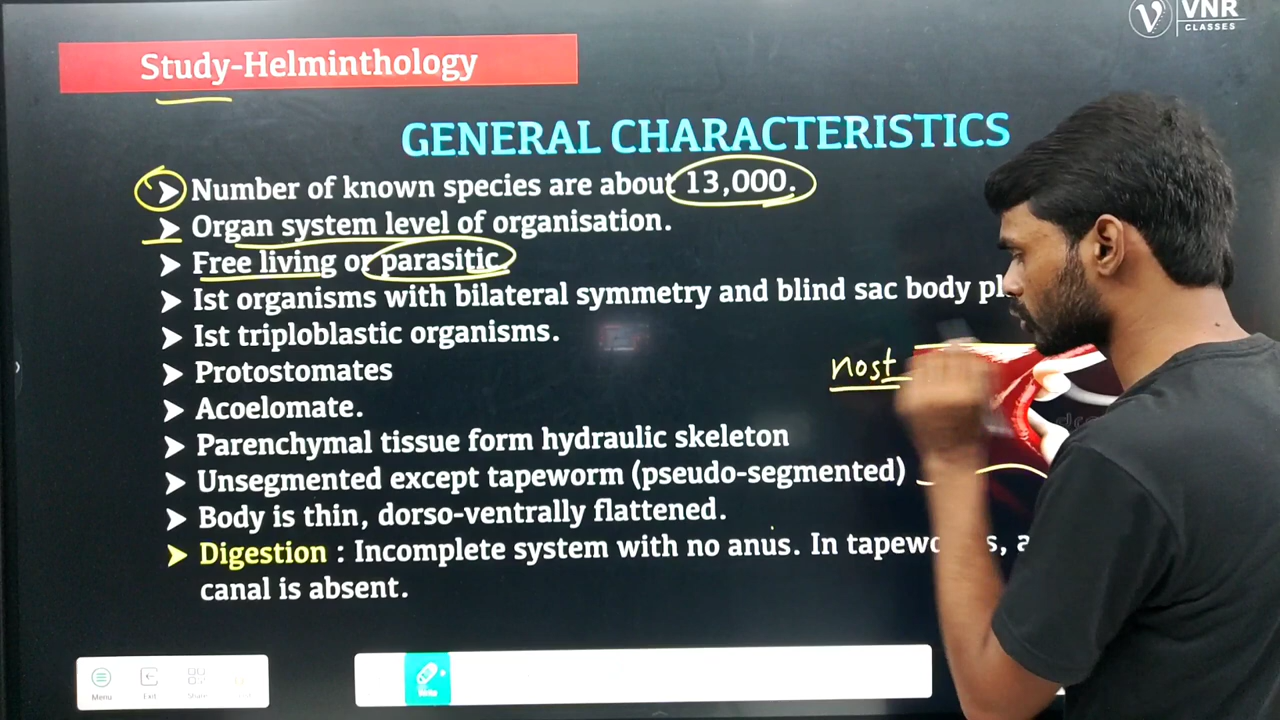 VNR
CLASSES
Study-Helminthology
GENERAL CHARACTERISTICS
➤ Number of known species are about 13,000.
➤ Organ system level of organisation.
➤ Free living or parasitic
➤ Ist organisms with bilateral symmetry and blind sac body
➤ Ist triploblastic organisms.
nost
➤ Protostomates
➤ Acoelomate.
➤ Parenchymal tissue form hydraulic skeleton
➤ Unsegmented except tapeworm (pseudo-segmented)
➤ Body is thin, dorso-ventrally flattened.
➤ Digestion : Incomplete system with no anus. In
canal is absent.
Menu Exit